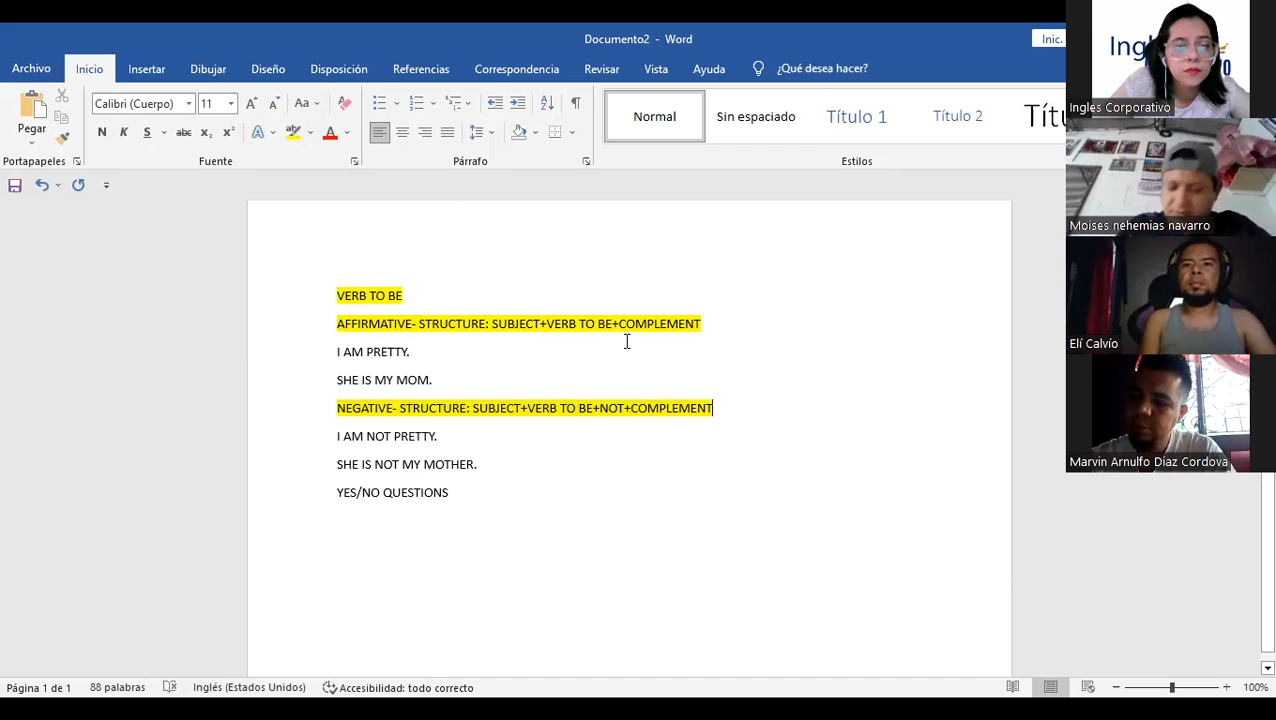 Documento2 - Word
Inic.
Archivo
Inicio
Insertar
Dibujar
Diseño
Disposición
Referencias
Correspondencia
Revisar
Vista
Ayuda
¿Qué desea hacer?
Pegar
Calibri (Cuerpo)
11
Normal
Sin espaciado
Título 1
Título 2
Portapapeles
Fuente
Párrafo
Estilos
VERB TO BE
AFFIRMATIVE- STRUCTURE: SUBJECT+VERB TO BE+COMPLEMENT
I AM PRETTY.
SHE IS MY MOM.
NEGATIVE- STRUCTURE: SUBJECT+VERB TO BE+NOT+COMPLEMENT
I AM NOT PRETTY.
SHE IS NOT MY MOTHER.
YES/NO QUESTIONS
Página 1 de 1
88 palabras
Inglés (Estados Unidos)
Accesibilidad: todo correcto
100%
Ingles Corporativo
Moises nehemias navarro
Elí Calvío
Marvin Arnulfo Diaz Cordova